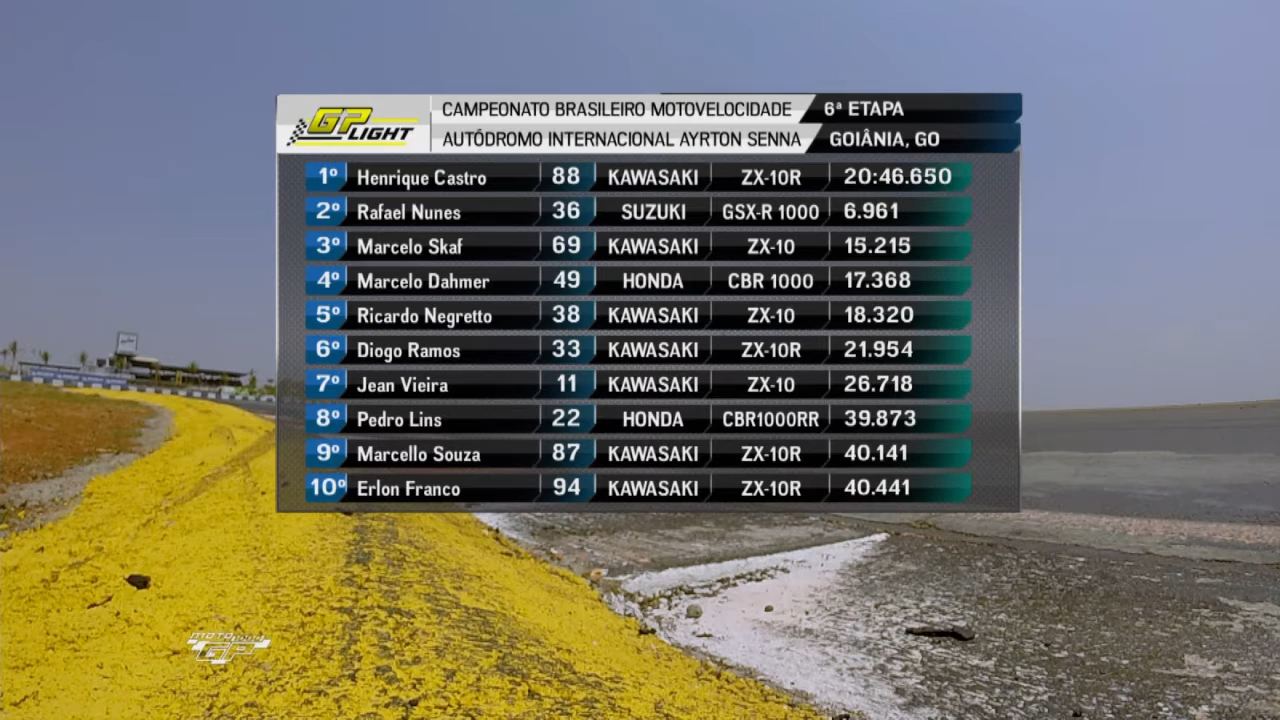 GP LIGHT
CAMPEONATO BRASILEIRO MOTOVELOCIDADE 6ª ETAPA
AUTÓDROMO INTERNACIONAL AYRTON SENNA GOIÂNIA, GO
1º Henrique Castro 88 KAWASAKI ZX-10R 20:46.650
2º Rafael Nunes 36 SUZUKI GSX-R 1000 6.961
3º Marcelo Skaf 69 KAWASAKI ZX-10 15.215
4º Marcelo Dahmer 49 HONDA CBR 1000 17.368
5º Ricardo Negretto 38 KAWASAKI ZX-10 18.320
6º Diogo Ramos 33 KAWASAKI ZX-10R 21.954
7º Jean Vieira 11 KAWASAKI ZX-10 26.718
8º Pedro Lins 22 HONDA CBR1000RR 39.873
9º Marcello Souza 87 KAWASAKI ZX-10R 40.141
10º Erlon Franco 94 KAWASAKI ZX-10R 40.441
MOTO 1000
GP